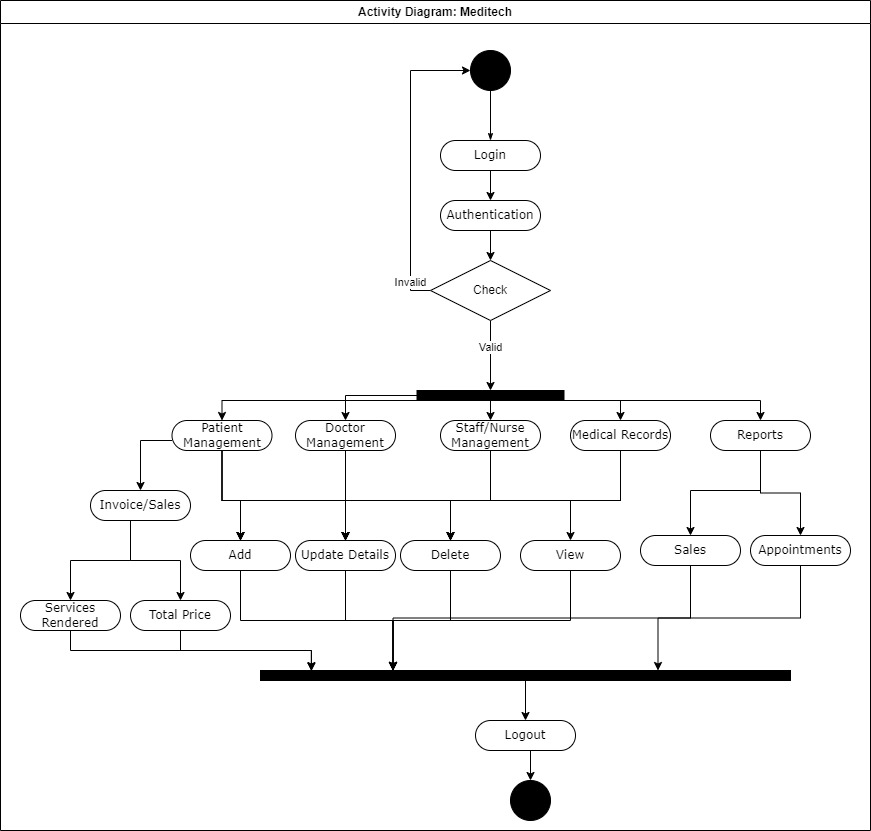 Activity Diagram: Meditech
Login
Authentication
Check
Invalid
Valid
Patient
Management
Doctor
Management
Staff/Nurse
Management
Medical Records
Reports
Invoice/Sales
Add
Update Details
Delete
View
Sales
Appointments
Services
Rendered
Total Price
Logout